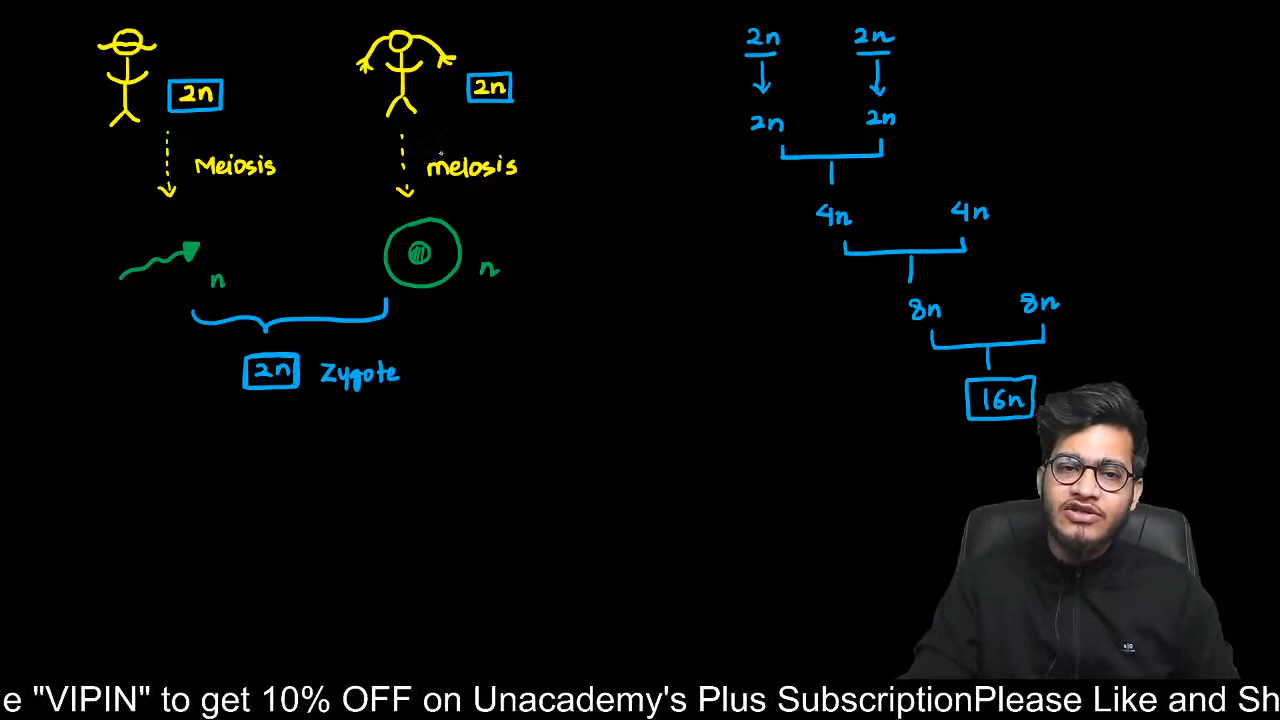 2n 2n
2n 2n
2n 2n
Meiosis meiosis
4n 4n
n n
8n 8n
2n Zygote
16n
e "VIPIN" to get 10% OFF on Unacademy's Plus SubscriptionPlease Like and Sh